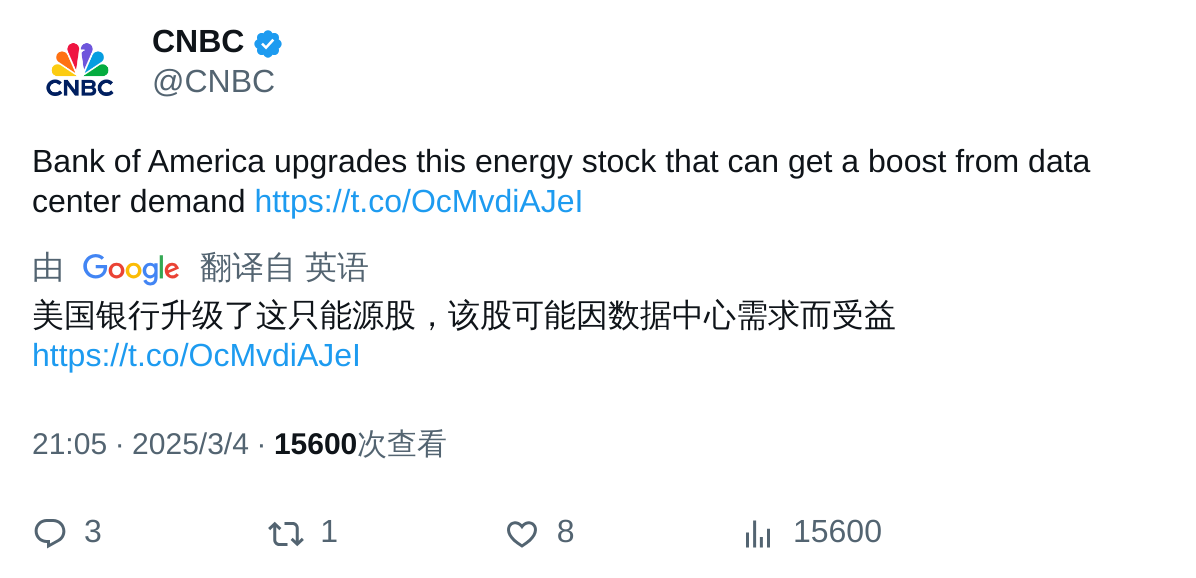 CNBC
CNBC
@CNBC
Bank of America upgrades this energy stock that can get a boost from data
center demand https://t.co/OcMvdiAJeI
由 Google 翻译自 英语
美国银行升级了这只能源股，该股可能因数据中心需求而受益
https://t.co/OcMvdiAJeI
21:05 · 2025/3/4 · 15600次查看
3 1 8 15600